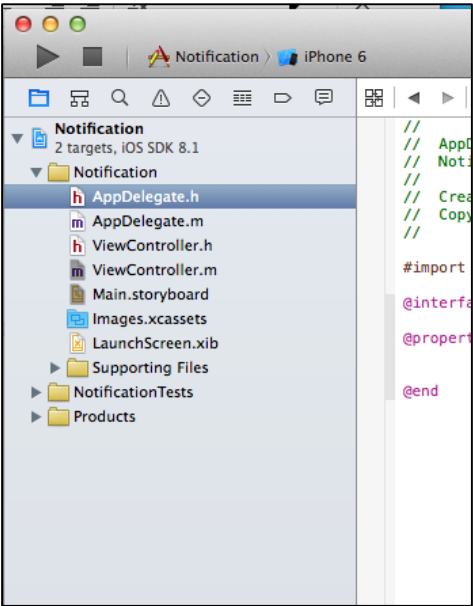 Notification 〉 iPhone 6
Notification
2 targets, iOS SDK 8.1
Notification
h AppDelegate.h
m AppDelegate.m
h ViewController.h
m ViewController.m
Main.storyboard
Images.xcassets
LaunchScreen.xib
Supporting Files
NotificationTests
Products
//
// AppD
// Noti
//
// Crea
// Copy
//
#import
@interfa
@propert
@end